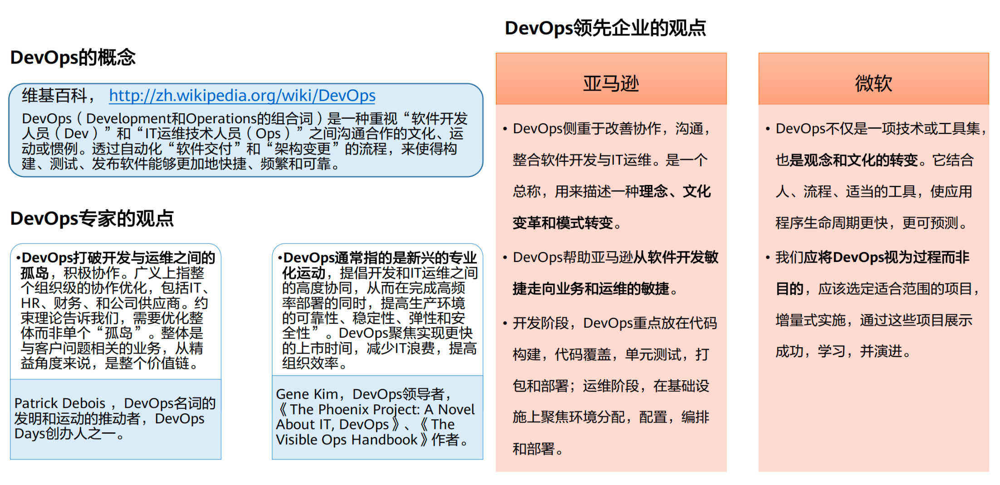 DevOps的概念
维基百科， http://zh.wikipedia.org/wiki/DevOps
DevOps（Development和Operations的组合词）是一种重视“软件开发
人员（Dev）”和“IT运维技术人员（Ops）”之间沟通合作的文化、运
动或惯例。透过自动化“软件交付”和“架构变更”的流程，来使得构
建、测试、发布软件能够更加地快捷、频繁和可靠。
DevOps专家的观点
•DevOps打破开发与运维之间的
孤岛，积极协作。广义上指整
个组织级的协作优化，包括IT、
HR、财务、和公司供应商。约
束理论告诉我们，需要优化整
体而非单个“孤岛”。整体是
与客户问题相关的业务，从精
益角度来说，是整个价值链。
Patrick Debois ，DevOps名词的
发明和运动的推动者，DevOps
Days创办人之一。
•DevOps通常指的是新兴的专业
化运动，提倡开发和IT运维之间
的高度协同，从而在完成高频
率部署的同时，提高生产环境
的可靠性、稳定性、弹性和安
全性”。DevOps聚焦实现更快
的上市时间，减少IT浪费，提高
组织效率。
Gene Kim，DevOps领导者，
《The Phoenix Project: A Novel
About IT, DevOps》、《The
Visible Ops Handbook》作者。
DevOps领先企业的观点
亚马逊
• DevOps侧重于改善协作，沟通，
整合软件开发与IT运维。是一个
总称，用来描述一种理念、文化
变革和模式转变。
• DevOps帮助亚马逊从软件开发敏
捷走向业务和运维的敏捷。
• 开发阶段，DevOps重点放在代码
构建，代码覆盖，单元测试，打
包和部署；运维阶段，在基础设
施上聚焦环境分配，配置，编排
和部署。
微软
• DevOps不仅是一项技术或工具集，
也是观念和文化的转变。它结合
人、流程、适当的工具，使应用
程序生命周期更快，更可预测。
• 我们应将DevOps视为过程而非
目的，应该选定适合范围的项目，
增量式实施，通过这些项目展示
成功，学习，并演进。